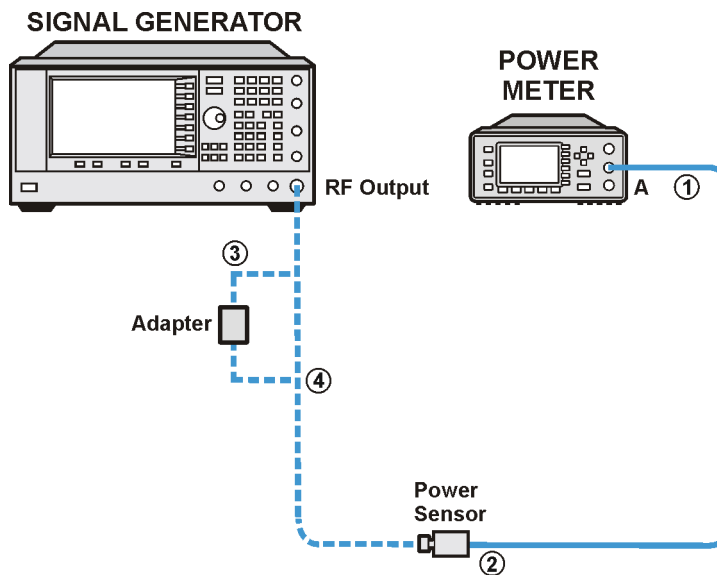 SIGNAL GENERATOR
POWER
METER
RF Output
A
1
3
Adapter
4
Power
Sensor
2